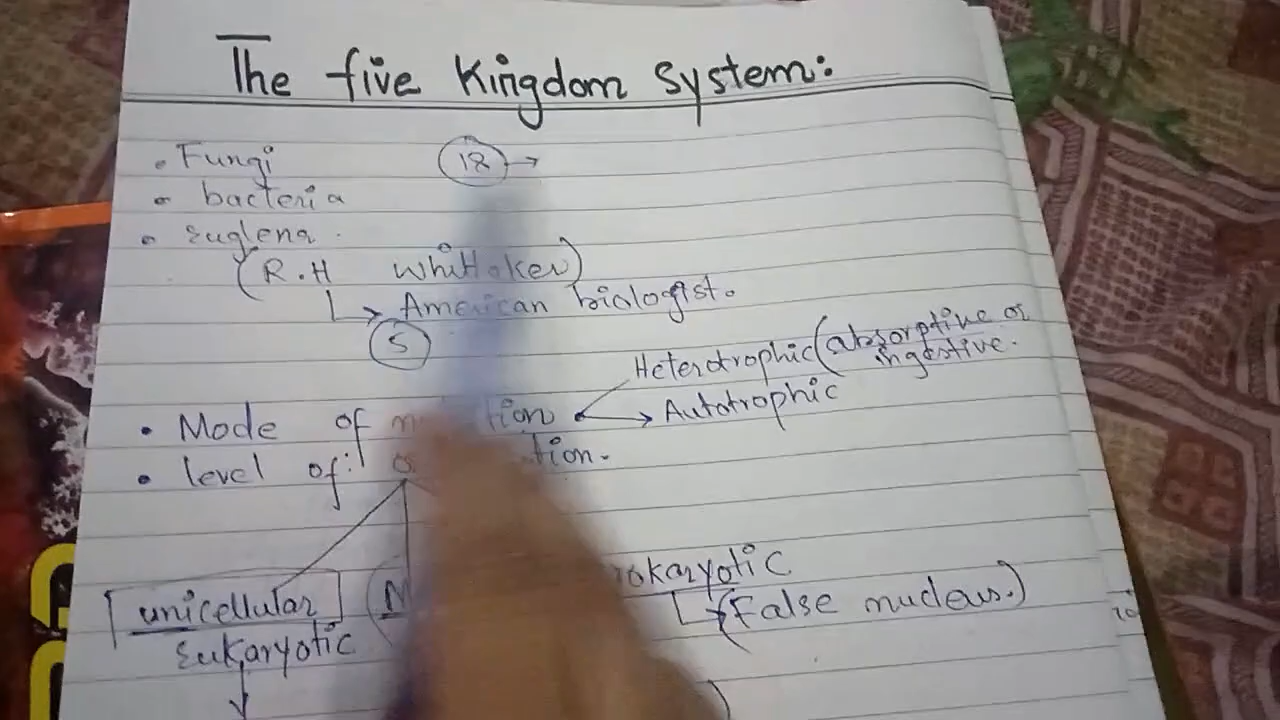 The five Kingdom System:
• Fungi
18 →
• bacteria
• Euglena.
(R.H Whittaker)
↳ American biologist.
5
Heterotrophic (absorptive or ingestive.
• Mode of
Autotrophic
• level of
unicellular
Eukaryotic
(False nucleus.)